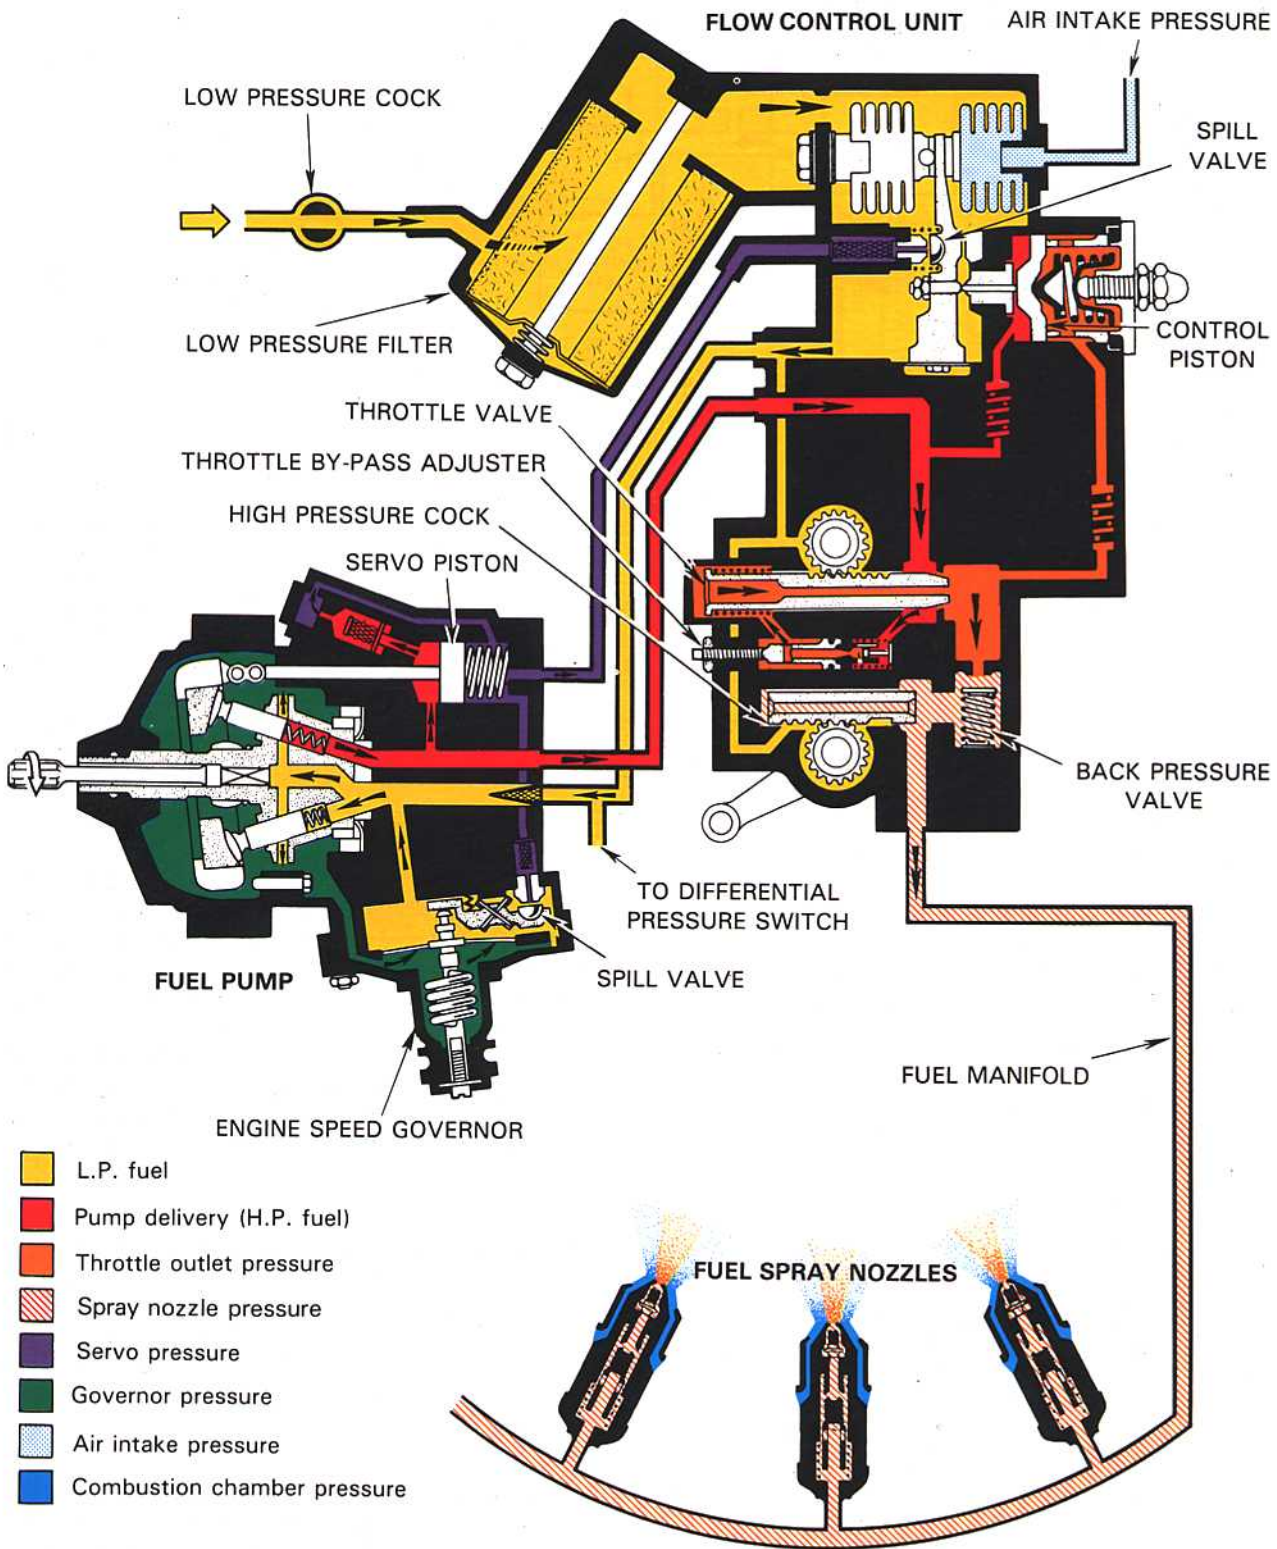 FLOW CONTROL UNIT
AIR INTAKE PRESSURE
LOW PRESSURE COCK
SPILL
VALVE
LOW PRESSURE FILTER
CONTROL
PISTON
THROTTLE VALVE
THROTTLE BY-PASS ADJUSTER
HIGH PRESSURE COCK
SERVO PISTON
BACK PRESSURE
VALVE
TO DIFFERENTIAL
PRESSURE SWITCH
FUEL PUMP
SPILL VALVE
FUEL MANIFOLD
ENGINE SPEED GOVERNOR
L.P. fuel
Pump delivery (H.P. fuel)
Throttle outlet pressure
Spray nozzle pressure
Servo pressure
Governor pressure
Air intake pressure
Combustion chamber pressure
FUEL SPRAY NOZZLES